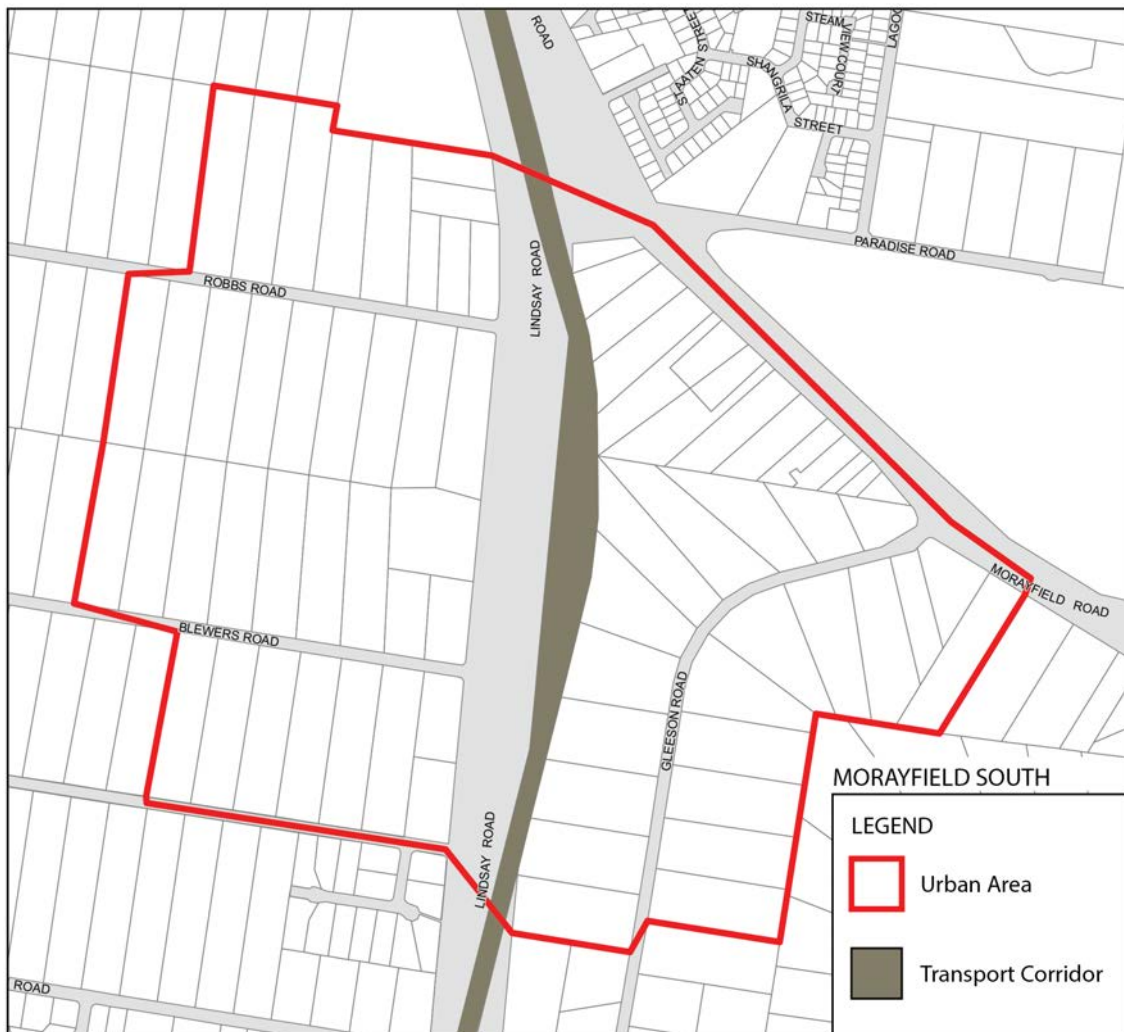 ROAD
STEAM
LAGOO
STAATEN STREET
VIEW COURT
SHANGRILA
STREET
PARADISE ROAD
LINDSAY ROAD
ROBBS ROAD
MORAYFIELD ROAD
BLEWERS ROAD
GLEESON ROAD
LINDSAY ROAD
MORAYFIELD SOUTH
LEGEND
Urban Area
Transport Corridor
ROAD